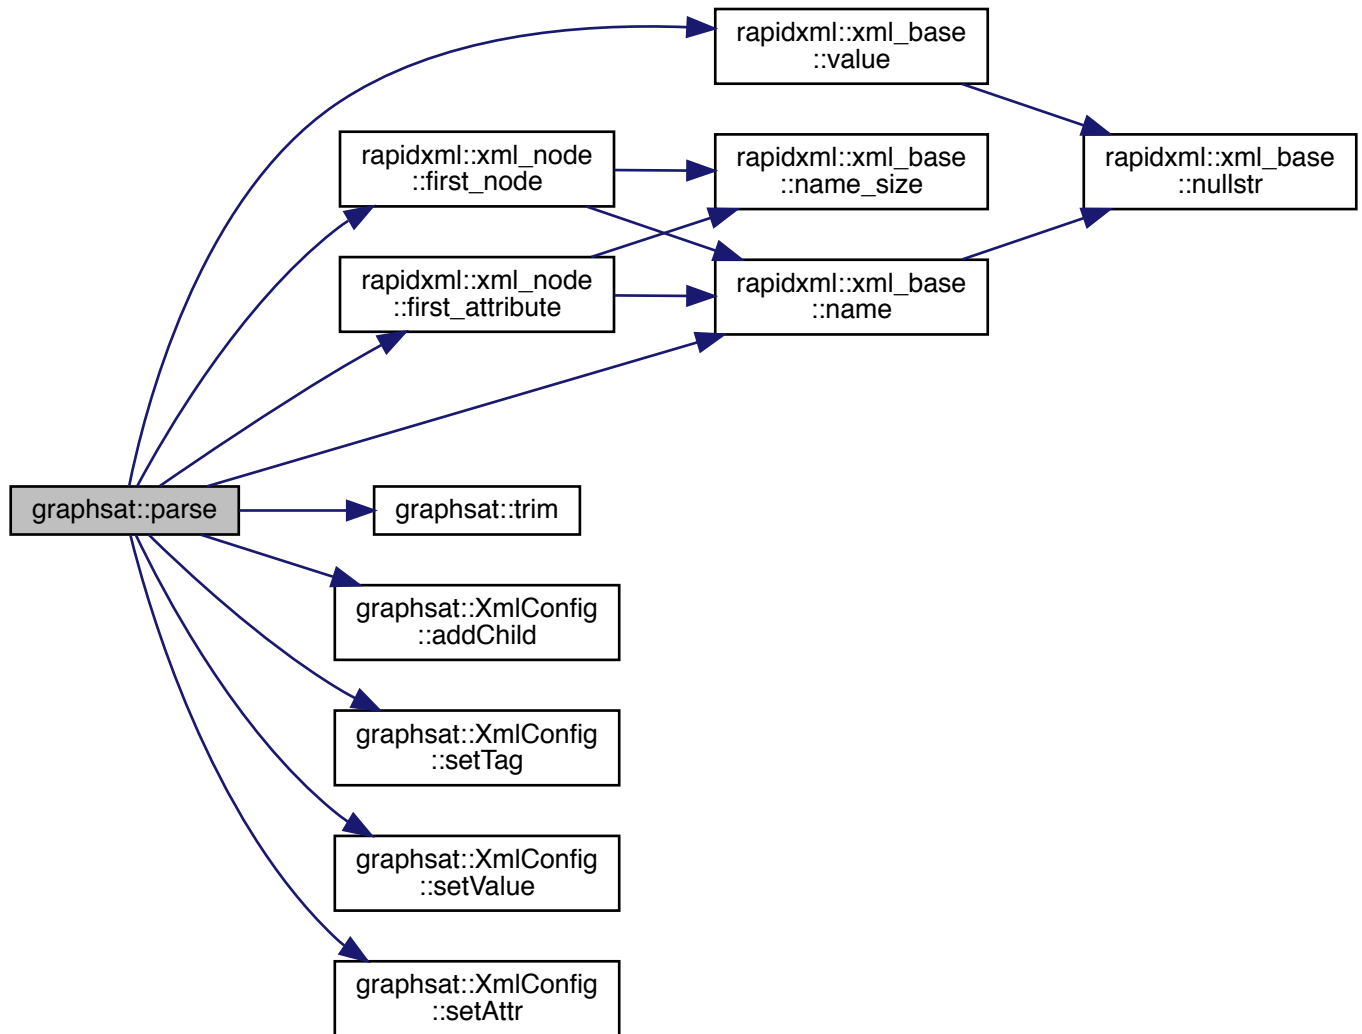 rapidxml::xml_base
::value
rapidxml::xml_node
::first_node
rapidxml::xml_base
::name_size
rapidxml::xml_base
::nullstr
rapidxml::xml_node
::first_attribute
rapidxml::xml_base
::name
graphsat::parse
graphsat::trim
graphsat::XmlConfig
::addChild
graphsat::XmlConfig
::setTag
graphsat::XmlConfig
::setValue
graphsat::XmlConfig
::setAttr